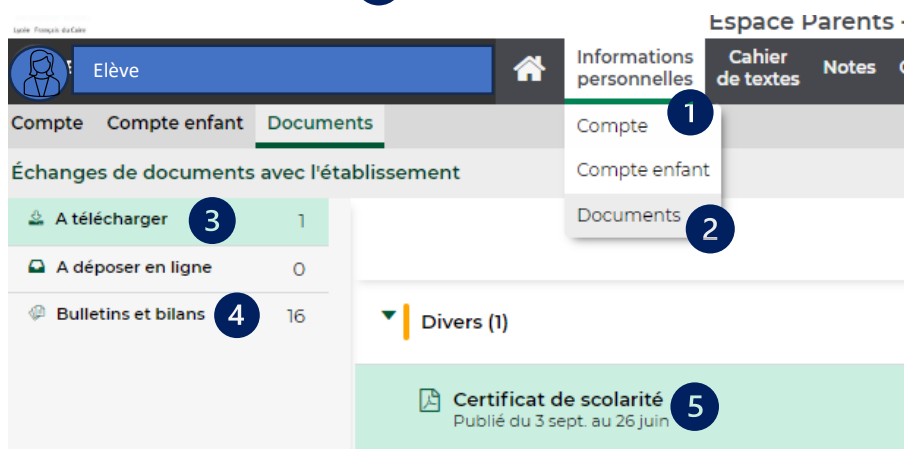 Lycée Français du Caire
Espace Parents -
Elève
Informations personnelles
Cahier de textes
Notes
1
Compte
Compte enfant
Documents
Compte
Échanges de documents avec l'établissement
Compte enfant
A télécharger
3
1
Documents
2
A déposer en ligne
0
Bulletins et bilans
4
16
Divers (1)
Certificat de scolarité
5
Publié du 3 sept. au 26 juin